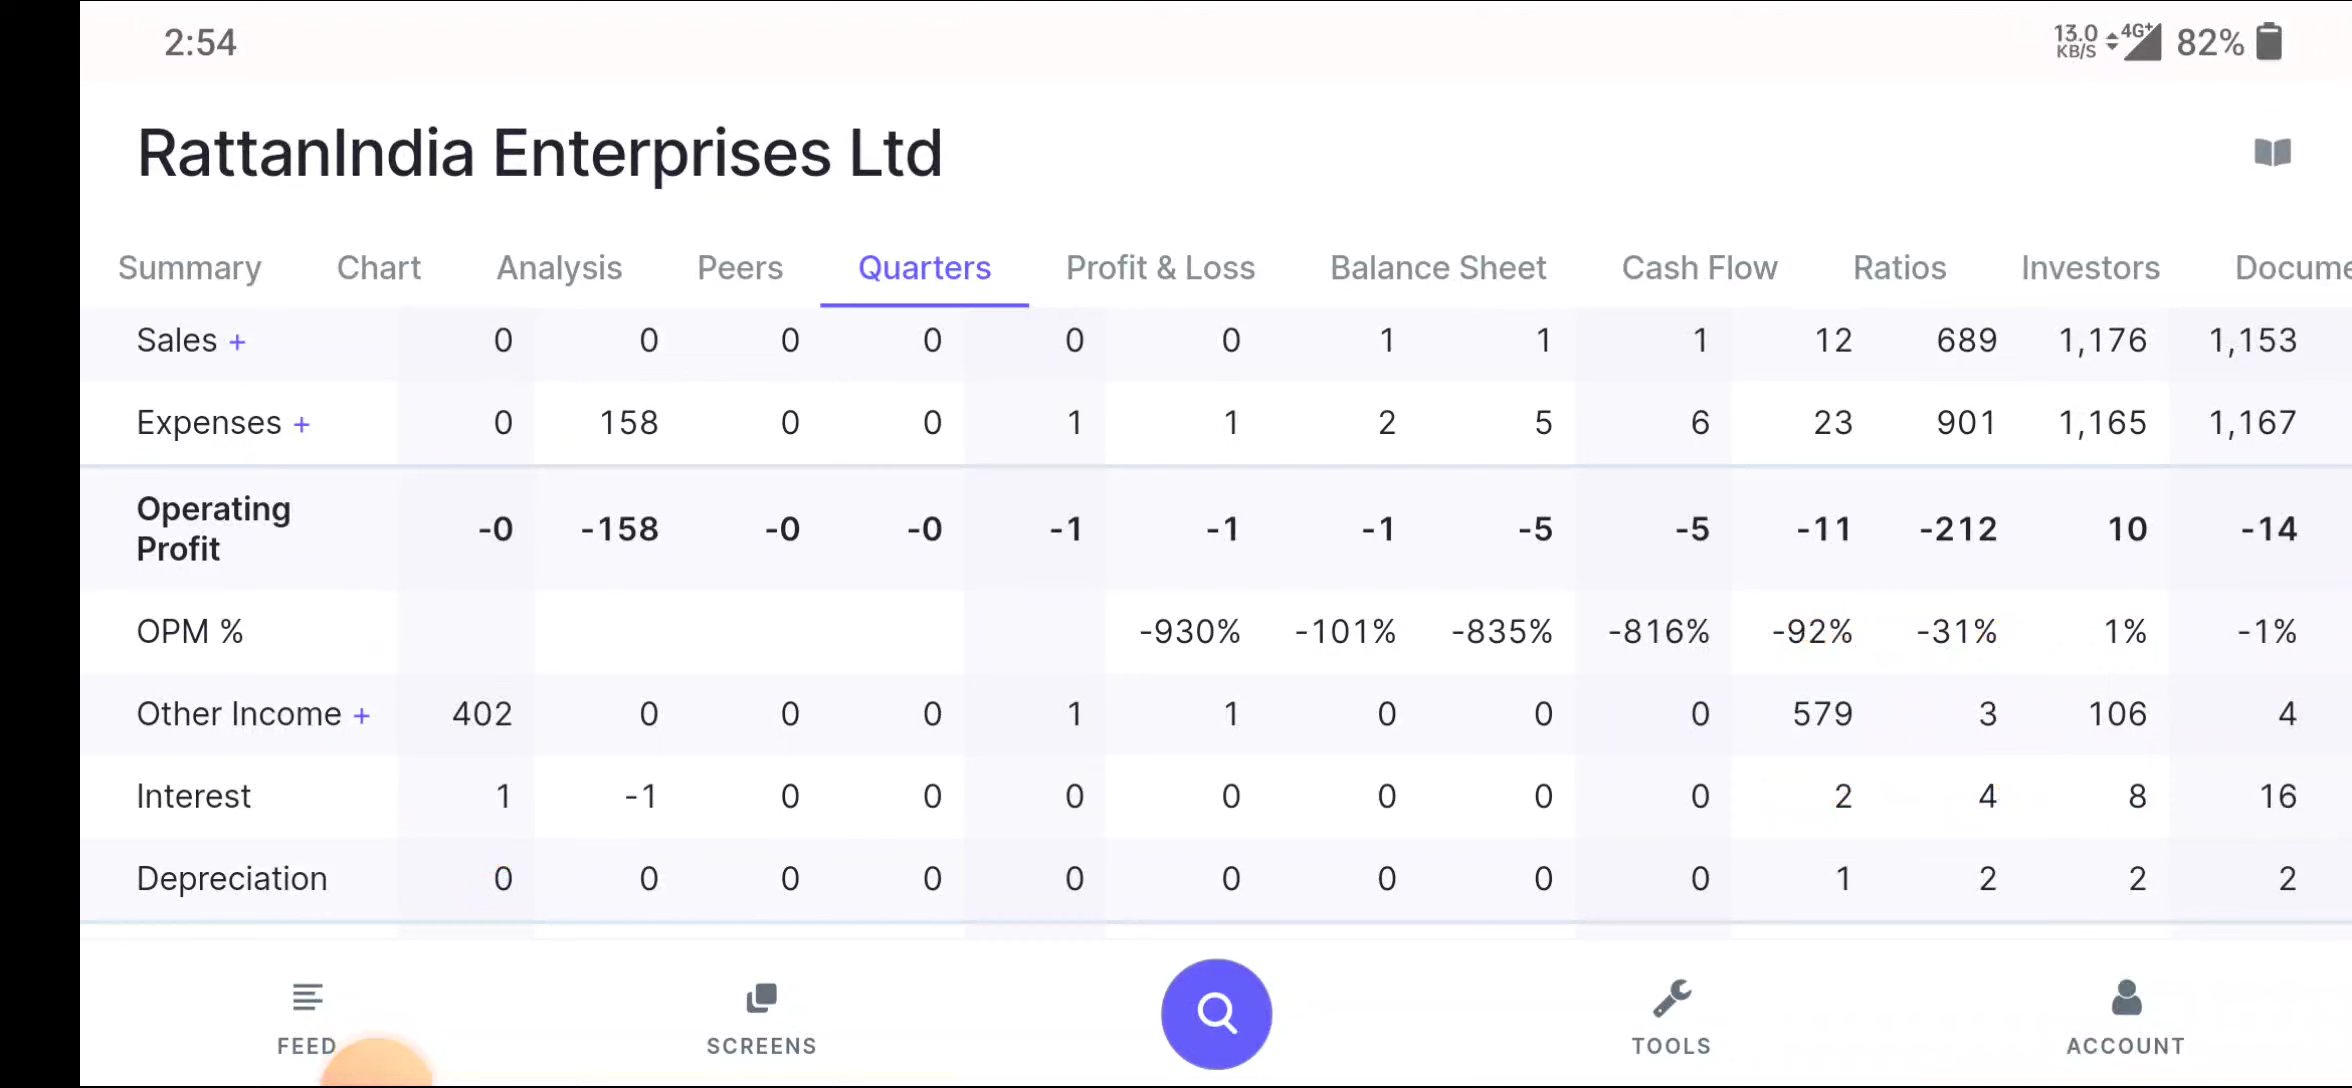 2:54
13.0 KB/S 4G+ 82%
RattanIndia Enterprises Ltd
Summary Chart Analysis Peers Quarters Profit & Loss Balance Sheet Cash Flow Ratios Investors Docume
Sales + 0 0 0 0 0 0 1 1 1 12 689 1,176 1,153
Expenses + 0 158 0 0 1 1 2 5 6 23 901 1,165 1,167
Operating Profit -0 -158 -0 -0 -1 -1 -1 -5 -5 -11 -212 10 -14
OPM % -930% -101% -835% -816% -92% -31% 1% -1%
Other Income + 402 0 0 0 1 1 0 0 0 579 3 106 4
Interest 1 -1 0 0 0 0 0 0 0 2 4 8 16
Depreciation 0 0 0 0 0 0 0 0 0 1 2 2 2
FEED SCREENS TOOLS ACCOUNT